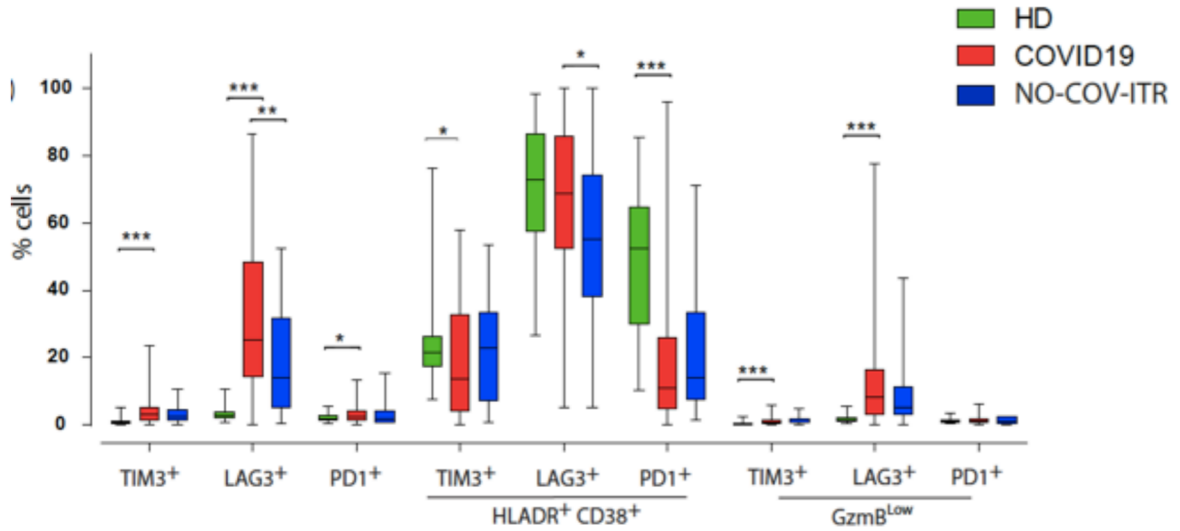 HD
COVID19
NO-COV-ITR
)
% cells
100
80
60
40
20
0
***
***
**
*
*
*
***
***
***
TIM3⁺ LAG3⁺ PD1⁺ TIM3⁺ LAG3⁺ PD1⁺ TIM3⁺ LAG3⁺ PD1⁺
HLADR⁺ CD38⁺ GzmBᴸᵒʷ